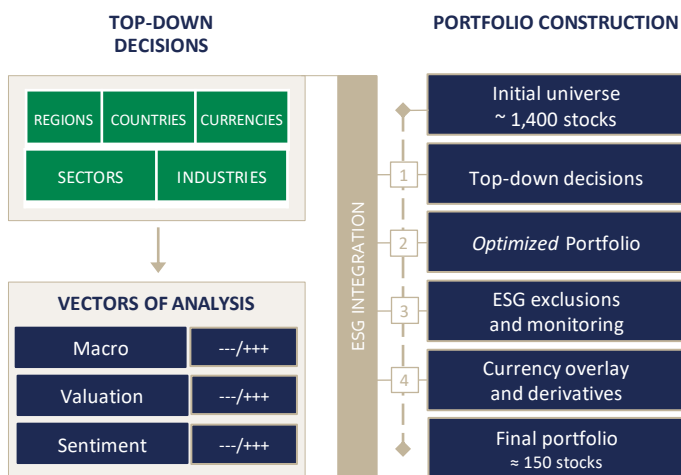 TOP-DOWN
DECISIONS
REGIONS
COUNTRIES
CURRENCIES
SECTORS
INDUSTRIES
VECTORS OF ANALYSIS
Macro
---/+++
Valuation
---/+++
Sentiment
---/+++
ESG INTEGRATION
PORTFOLIO CONSTRUCTION
Initial universe
~ 1,400 stocks
1
Top-down decisions
2
Optimized Portfolio
3
ESG exclusions
and monitoring
4
Currency overlay
and derivatives
Final portfolio
≈ 150 stocks